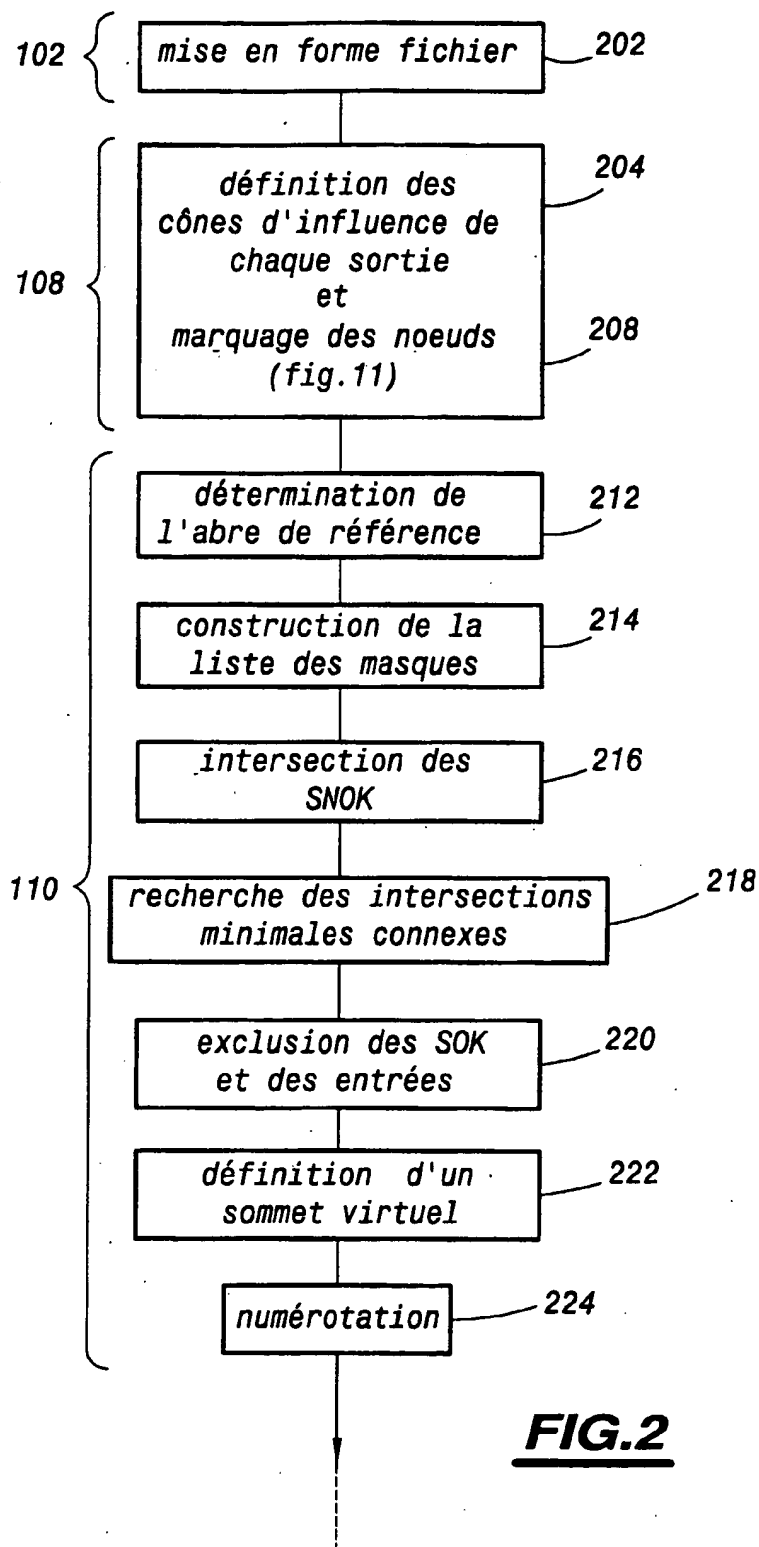 102
mise en forme fichier
202
108
définition des
cônes d'influence de
chaque sortie
et
marquage des noeuds
(fig.11)
204
208
110
détermination de
l'abre de référence
212
construction de la
liste des masques
214
intersection des
SNOK
216
recherche des intersections
minimales connexes
218
exclusion des SOK
et des entrées
220
définition d'un
sommet virtuel
222
numérotation
224
FIG.2